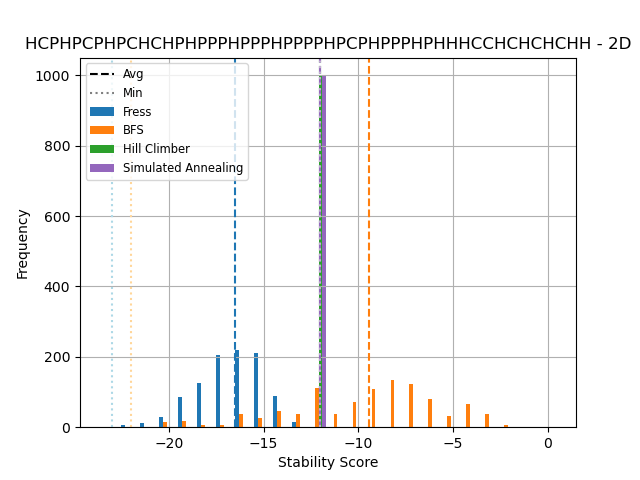 HCPHPCPHPCHCHPHPPPHPPPHPPPPHPCPHPPPHPHHHCCHCHCHCHH - 2D
Avg
Min
Fress
BFS
Hill Climber
Simulated Annealing
1000
800
600
400
200
0
Frequency
−20
−15
−10
−5
0
Stability Score